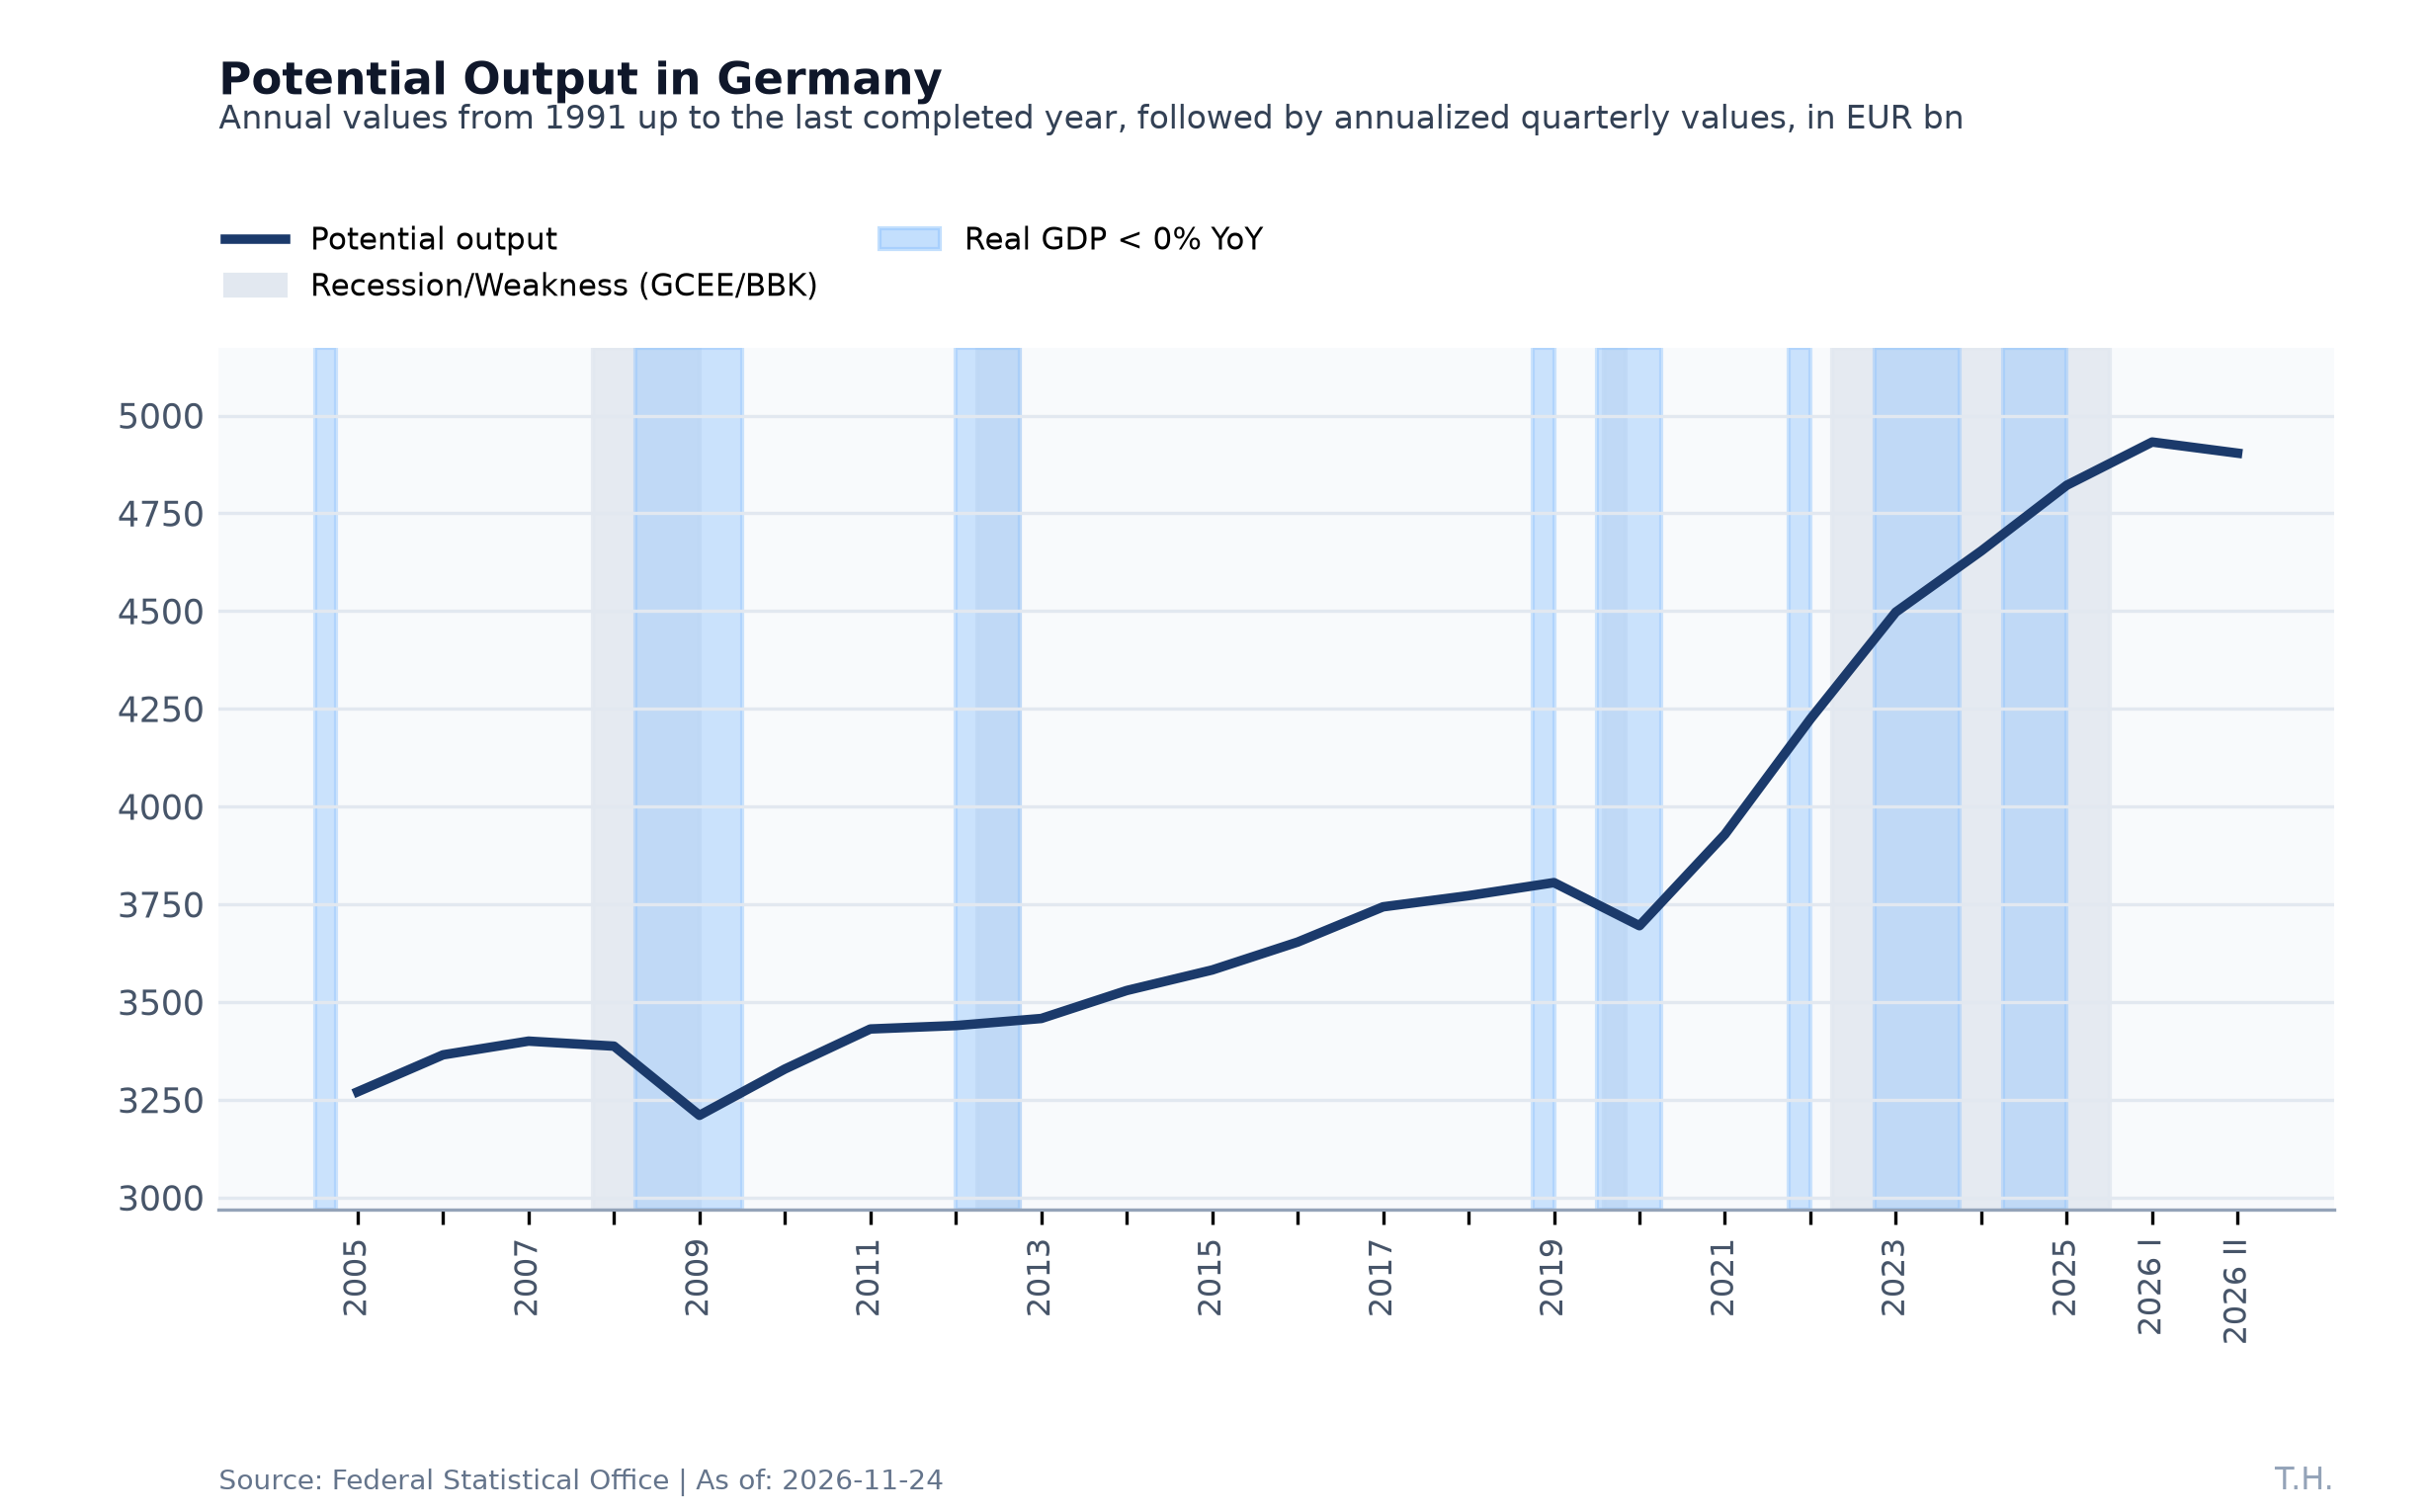 Potential Output in Germany
Annual values from 1991 up to the last completed year, followed by annualized quarterly values, in EUR bn
Potential output
Real GDP < 0% YoY
Recession/Weakness (GCEE/BBK)
5000
4750
4500
4250
4000
3750
3500
3250
3000
2005
2007
2009
2011
2013
2015
2017
2019
2021
2023
2025
2026 I
2026 II
Source: Federal Statistical Office | As of: 2026-11-24
T.H.